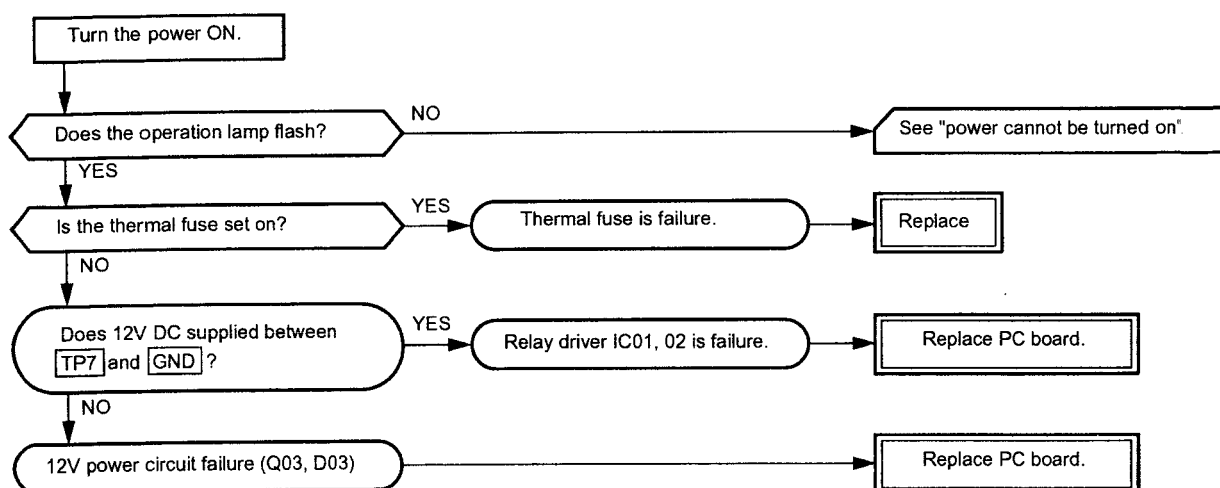 Turn the power ON.
Does the operation lamp flash?
NO
See "power cannot be turned on".
YES
Is the thermal fuse set on?
YES
Thermal fuse is failure.
Replace
NO
Does 12V DC supplied between
TP7 and GND ?
YES
Relay driver IC01, 02 is failure.
Replace PC board.
NO
12V power circuit failure (Q03, D03)
Replace PC board.